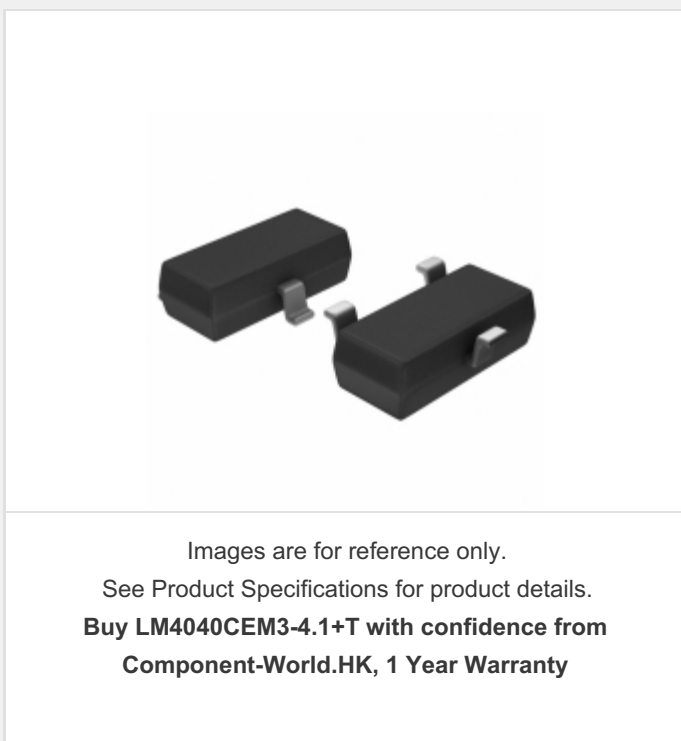 Images are for reference only.
See Product Specifications for product details.
Buy LM4040CEM3-4.1+T with confidence from
Component-World.HK, 1 Year Warranty